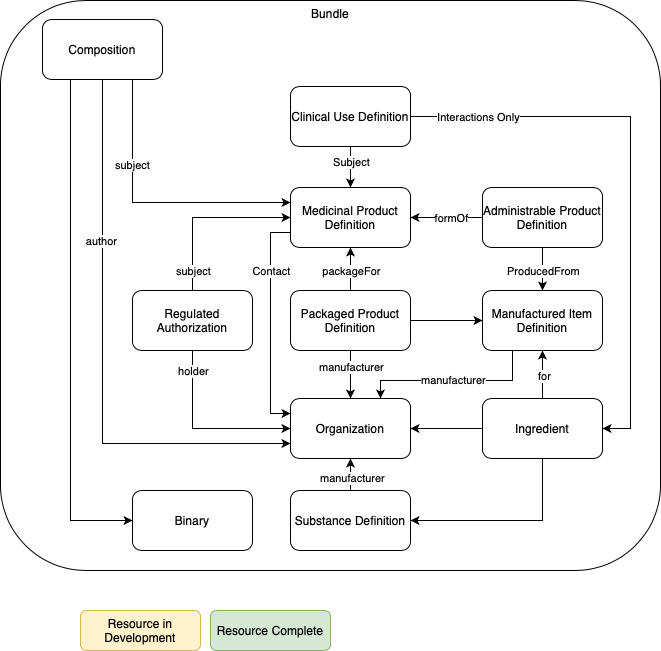 Bundle
Composition
Clinical Use Definition
Interactions Only
subject
Subject
Medicinal Product
Definition
formOf
Administrable Product
Definition
author
subject
Contact
packageFor
ProducedFrom
Regulated
Authorization
Packaged Product
Definition
Manufactured Item
Definition
holder
manufacturer
manufacturer
for
Organization
Ingredient
manufacturer
Binary
Substance Definition
Resource in
Development
Resource Complete